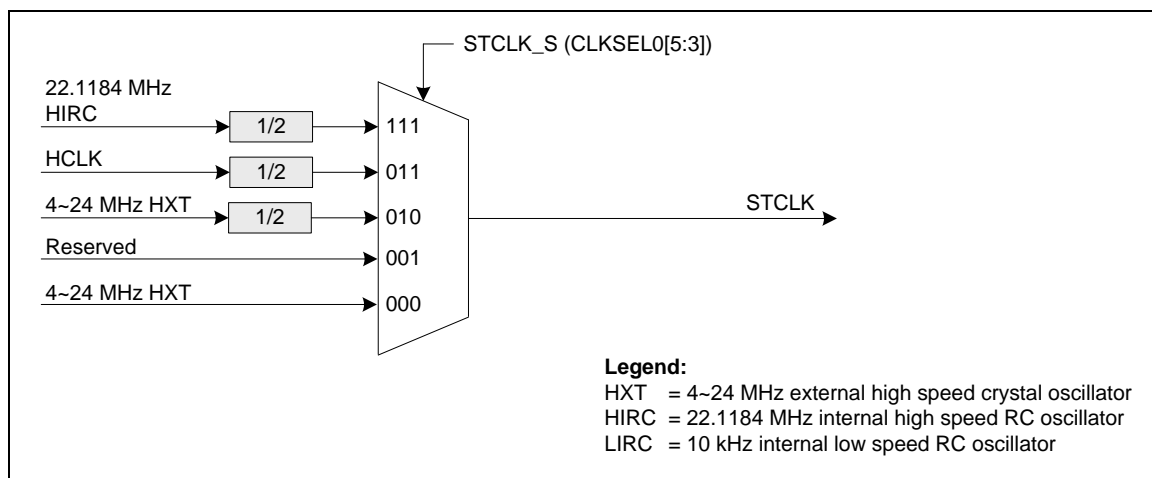 STCLK_S (CLKSEL0[5:3])
22.1184 MHz
HIRC
1/2
111
HCLK
1/2
011
4~24 MHz HXT
1/2
010
STCLK
Reserved
001
4~24 MHz HXT
000
Legend:
HXT = 4~24 MHz external high speed crystal oscillator
HIRC = 22.1184 MHz internal high speed RC oscillator
LIRC = 10 kHz internal low speed RC oscillator